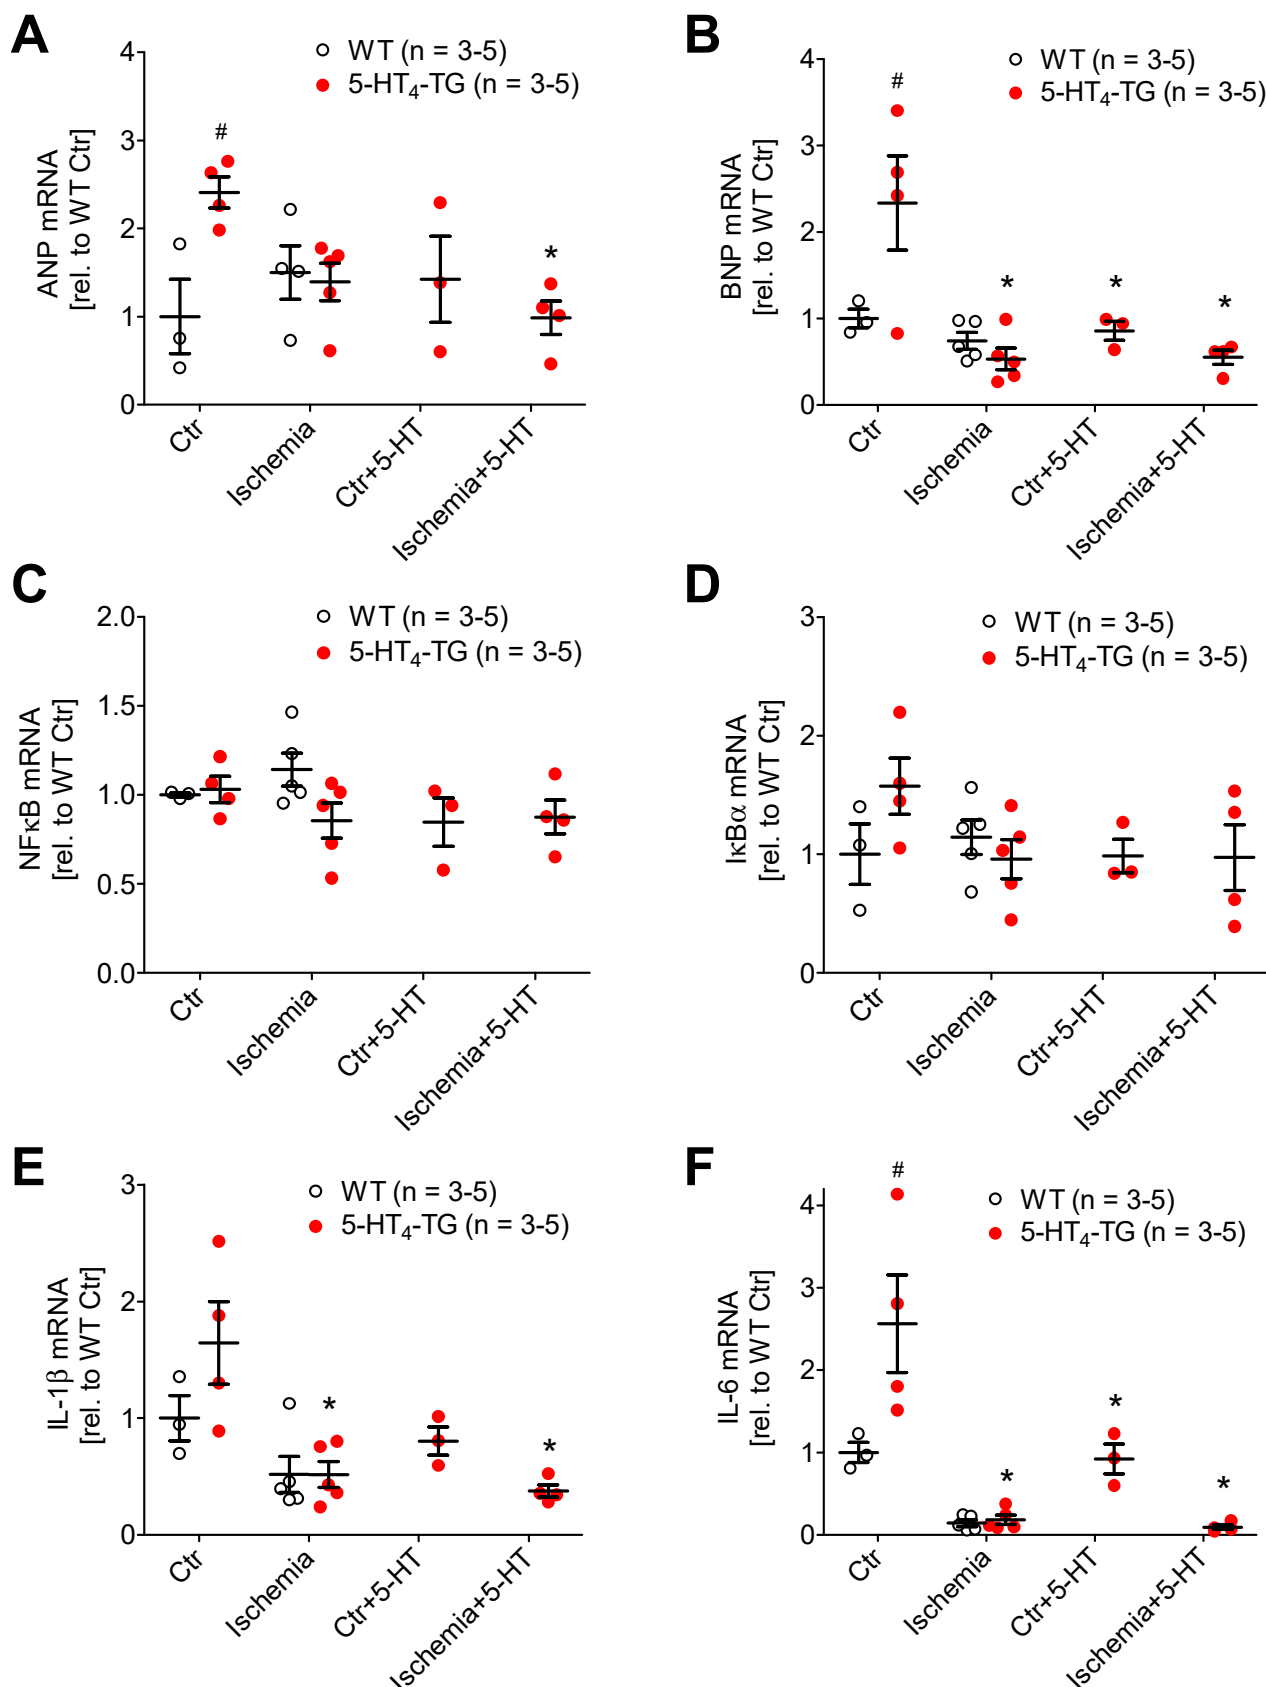 A
WT (n = 3-5)
5-HT₄-TG (n = 3-5)
ANP mRNA
[rel. to WT Ctr]
4
3
2
1
0
#
*
Ctr
Ischemia
Ctr+5-HT
Ischemia+5-HT
B
WT (n = 3-5)
5-HT₄-TG (n = 3-5)
BNP mRNA
[rel. to WT Ctr]
4
3
2
1
0
#
*
*
*
Ctr
Ischemia
Ctr+5-HT
Ischemia+5-HT
C
WT (n = 3-5)
5-HT₄-TG (n = 3-5)
NFκB mRNA
[rel. to WT Ctr]
2.0
1.5
1.0
0.5
0.0
Ctr
Ischemia
Ctr+5-HT
Ischemia+5-HT
D
WT (n = 3-5)
5-HT₄-TG (n = 3-5)
IκBα mRNA
[rel. to WT Ctr]
3
2
1
0
Ctr
Ischemia
Ctr+5-HT
Ischemia+5-HT
E
WT (n = 3-5)
5-HT₄-TG (n = 3-5)
IL-1β mRNA
[rel. to WT Ctr]
3
2
1
0
*
*
Ctr
Ischemia
Ctr+5-HT
Ischemia+5-HT
F
WT (n = 3-5)
5-HT₄-TG (n = 3-5)
IL-6 mRNA
[rel. to WT Ctr]
4
3
2
1
0
#
*
*
*
Ctr
Ischemia
Ctr+5-HT
Ischemia+5-HT